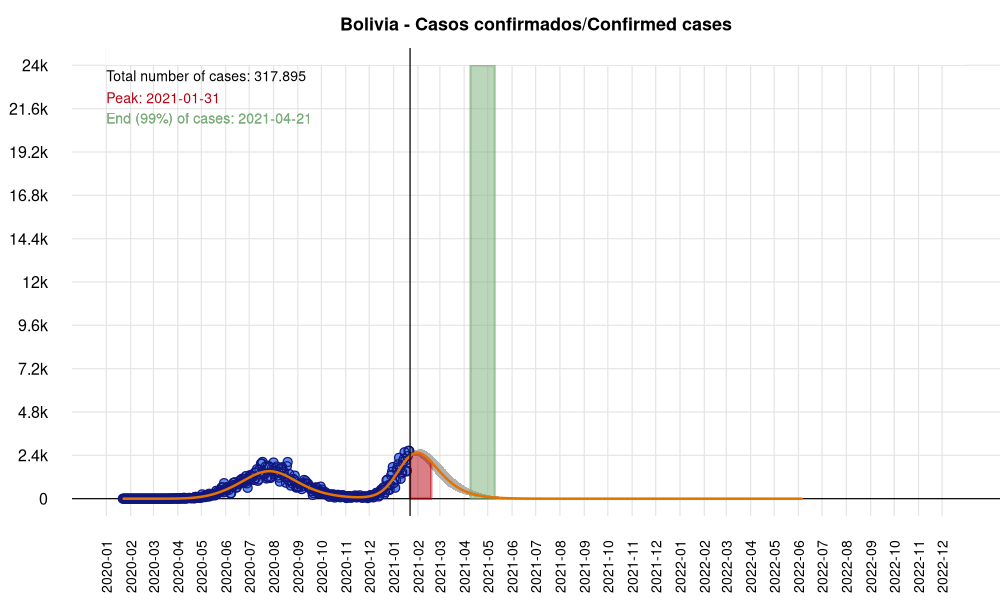 Bolivia - Casos confirmados/Confirmed cases
Total number of cases: 317.895
Peak: 2021-01-31
End (99%) of cases: 2021-04-21
24k
21.6k
19.2k
16.8k
14.4k
12k
9.6k
7.2k
4.8k
2.4k
0
2020-01
2020-02
2020-03
2020-04
2020-05
2020-06
2020-07
2020-08
2020-09
2020-10
2020-11
2020-12
2021-01
2021-02
2021-03
2021-04
2021-05
2021-06
2021-07
2021-08
2021-09
2021-10
2021-11
2021-12
2022-01
2022-02
2022-03
2022-04
2022-05
2022-06
2022-07
2022-08
2022-09
2022-10
2022-11
2022-12